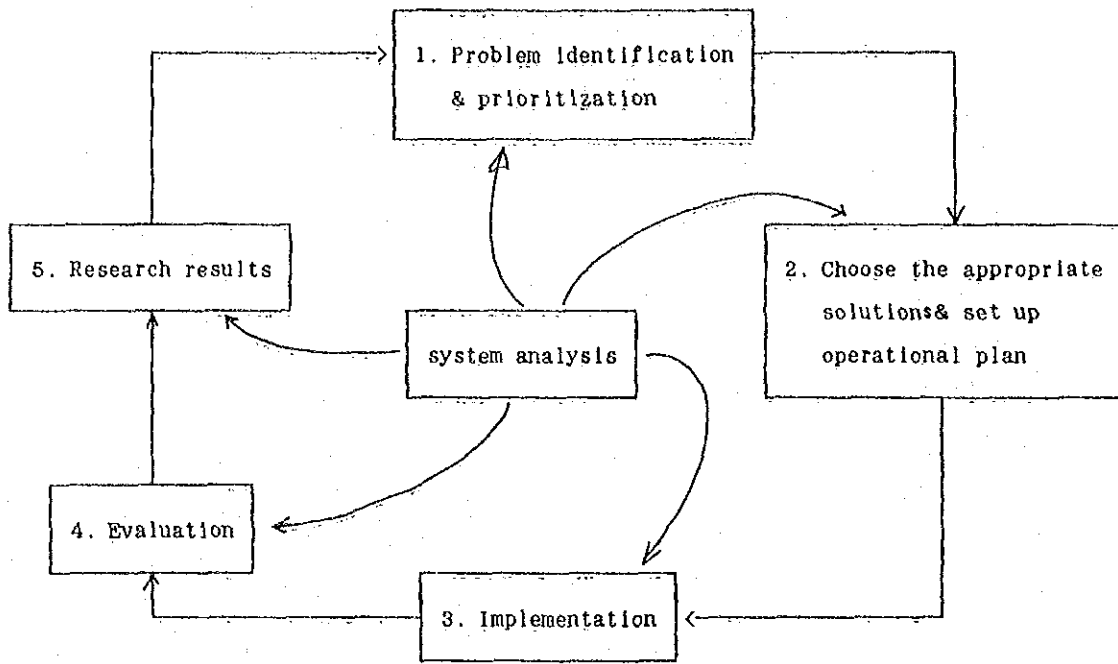 1. Problem identification
& prioritization
5. Research results
2. Choose the appropriate
solutions& set up
operational plan
system analysis
4. Evaluation
3. Implementation